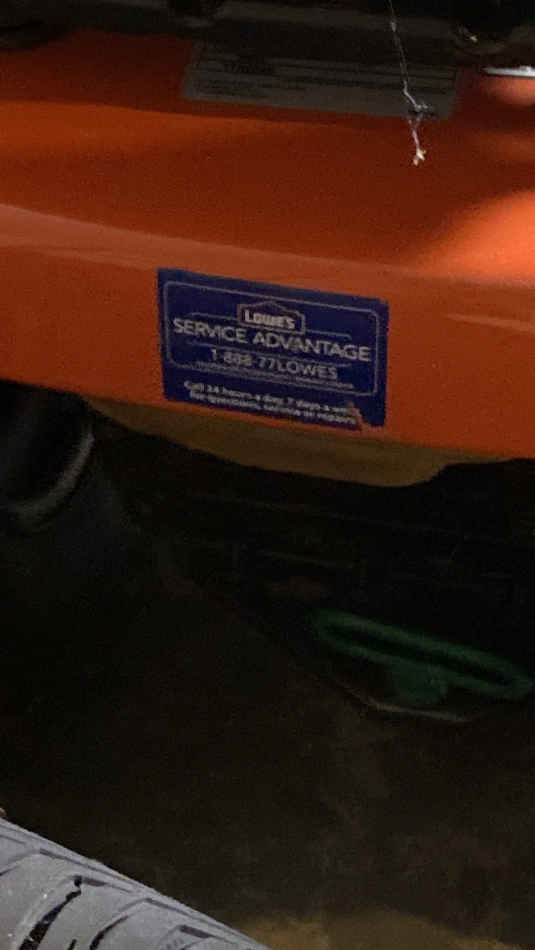 LOWE'S
SERVICE ADVANTAGE
1-888-77LOWES
Call 24 hours a day, 7 days a week
for questions, service or repairs